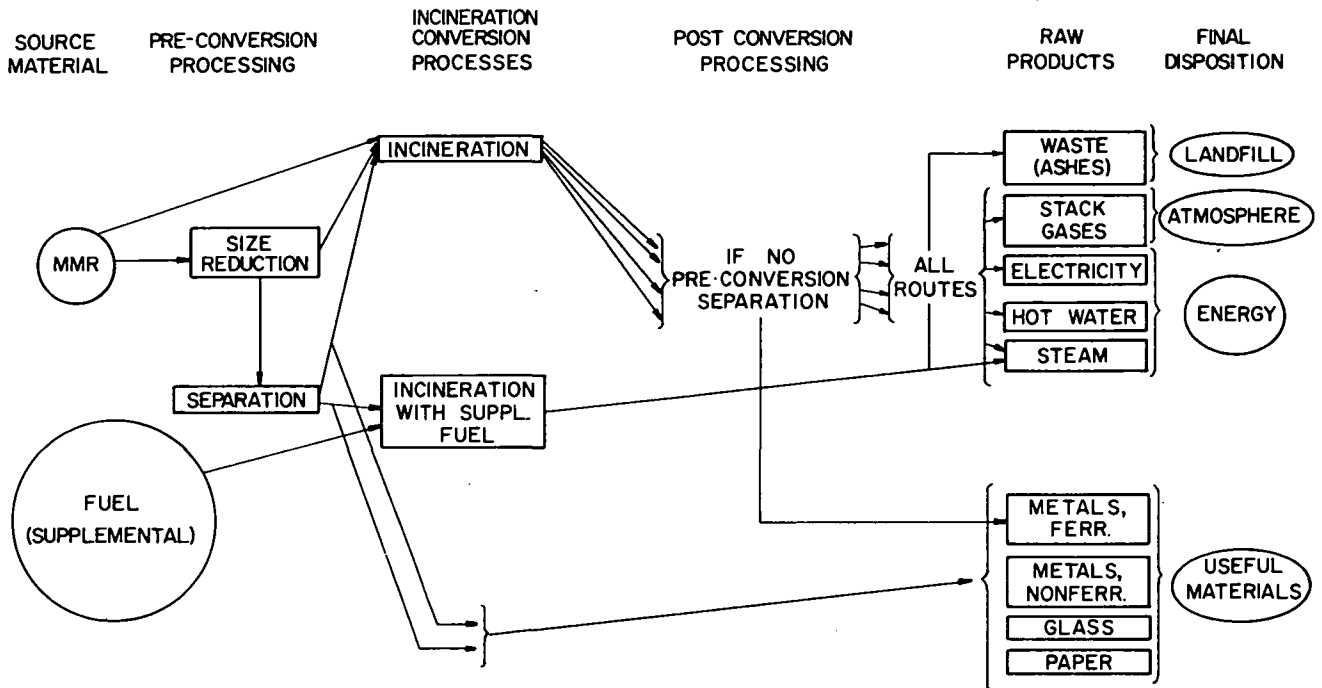 SOURCE
MATERIAL
PRE-CONVERSION
PROCESSING
INCINERATION
CONVERSION
PROCESSES
POST CONVERSION
PROCESSING
RAW
PRODUCTS
FINAL
DISPOSITION
MMR
SIZE
REDUCTION
SEPARATION
FUEL
(SUPPLEMENTAL)
INCINERATION
INCINERATION
WITH SUPPL.
FUEL
IF NO
PRE-CONVERSION
SEPARATION
ALL
ROUTES
WASTE
(ASHES)
STACK
GASES
ELECTRICITY
HOT WATER
STEAM
METALS,
FERR.
METALS,
NONFERR.
GLASS
PAPER
LANDFILL
ATMOSPHERE
ENERGY
USEFUL
MATERIALS